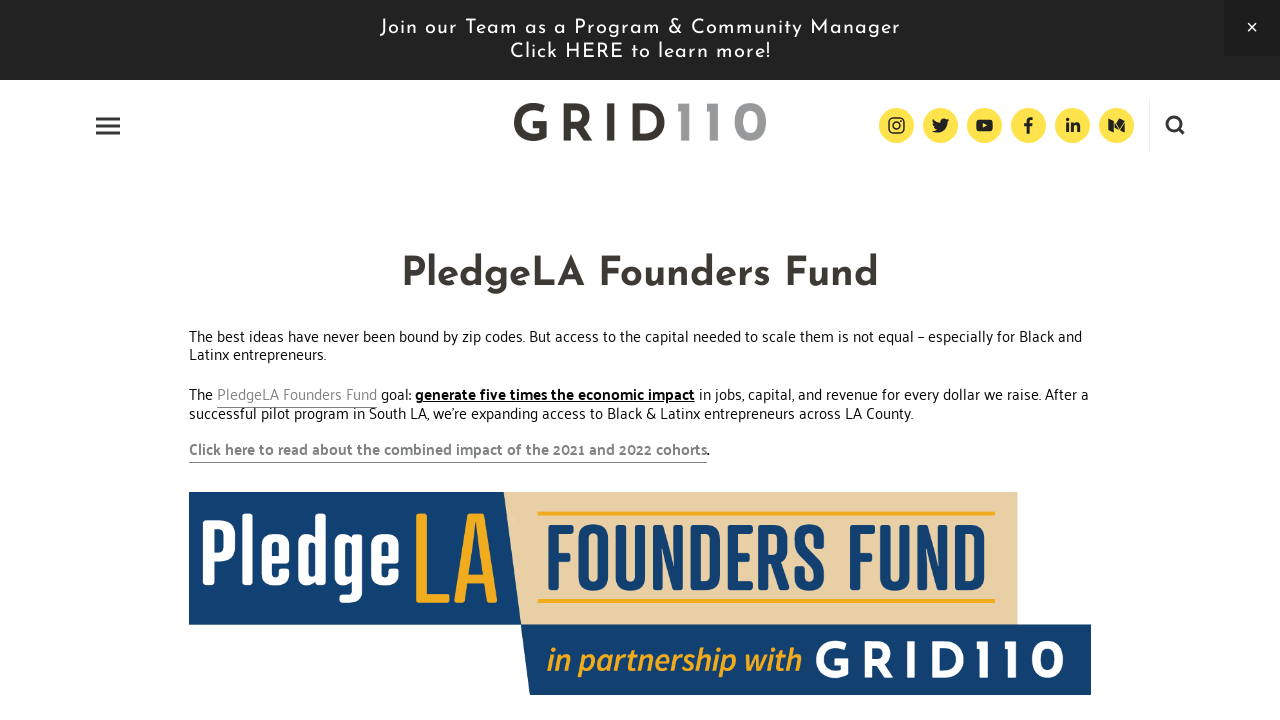 Join our Team as a Program & Community Manager
Click HERE to learn more!
×
GRID110
PledgeLA Founders Fund
The best ideas have never been bound by zip codes. But access to the capital needed to scale them is not equal – especially for Black and
Latinx entrepreneurs.
The PledgeLA Founders Fund goal: generate five times the economic impact in jobs, capital, and revenue for every dollar we raise. After a
successful pilot program in South LA, we're expanding access to Black & Latinx entrepreneurs across LA County.
Click here to read about the combined impact of the 2021 and 2022 cohorts.
PledgeLA FOUNDERS FUND
in partnership with GRID110